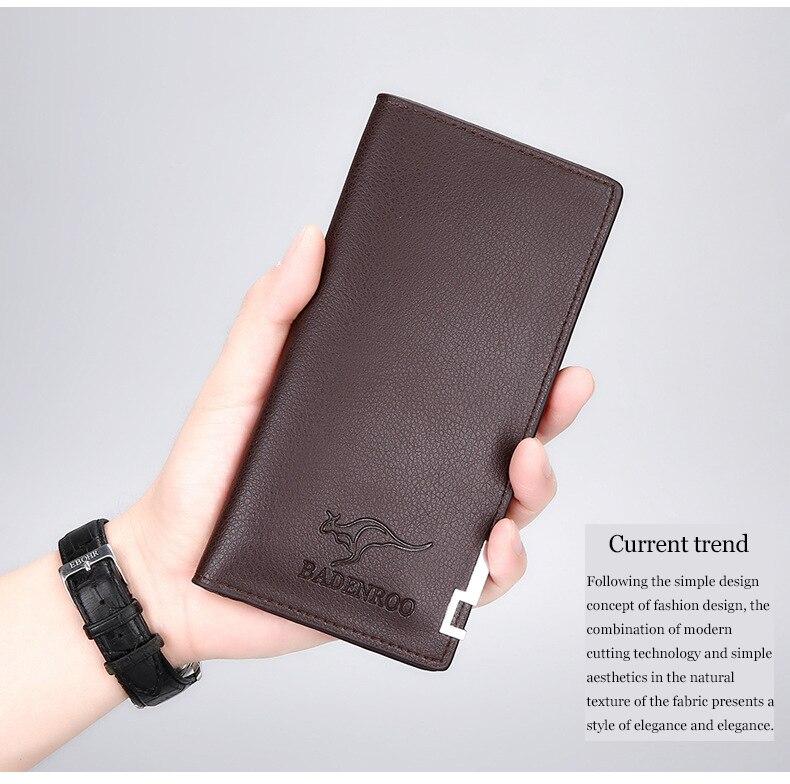 EBOHR
BADENROO
Current trend
Following the simple design
concept of fashion design, the
combination of modern
cutting technology and simple
aesthetics in the natural
texture of the fabric presents a
style of elegance and elegance.